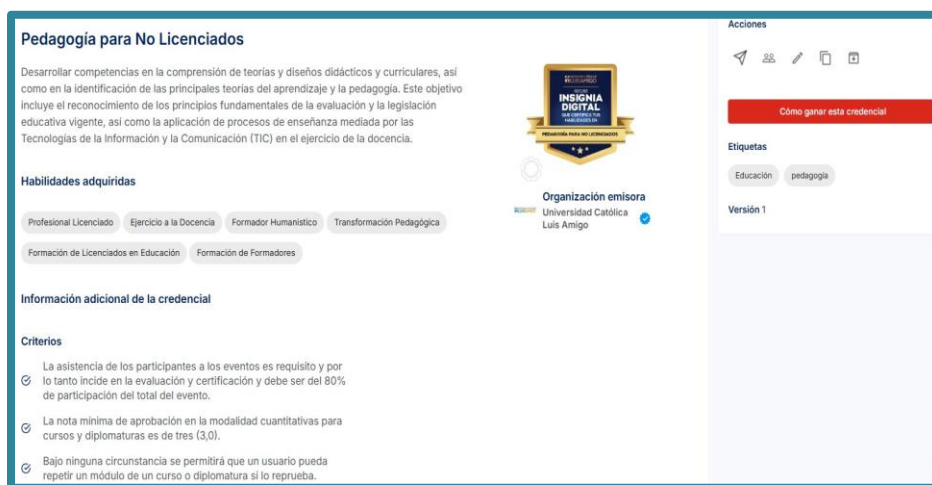 Pedagogía para No Licenciados
Desarrollar competencias en la comprensión de teorías y diseños didácticos y curriculares, así
como en la identificación de las principales teorías del aprendizaje y la pedagogía. Este objetivo
incluye el reconocimiento de los principios fundamentales de la evaluación y la legislación
educativa vigente, así como la aplicación de procesos de enseñanza mediada por las
Tecnologías de la Información y la Comunicación (TIC) en el ejercicio de la docencia.
Habilidades adquiridas
Profesional Licenciado
Ejercicio a la Docencia
Formador Humanístico
Transformación Pedagógica
Formación de Licenciados en Educación
Formación de Formadores
Información adicional de la credencial
Criterios
La asistencia de los participantes a los eventos es requisito y por
lo tanto incide en la evaluación y certificación y debe ser del 80%
de participación del total del evento.
La nota mínima de aprobación en la modalidad cuantitativas para
cursos y diplomaturas es de tres (3,0).
Bajo ninguna circunstancia se permitirá que un usuario pueda
repetir un módulo de un curso o diplomatura si lo reprueba.
INSIGNIA
DIGITAL
QUE CERTIFICA TUS
HABILIDADES EN
PEDAGOGÍA PARA NO LICENCIADOS
Organización emisora
Universidad Católica
Luis Amigo
Acciones
Cómo ganar esta credencial
Etiquetas
Educación
pedagogía
Versión 1